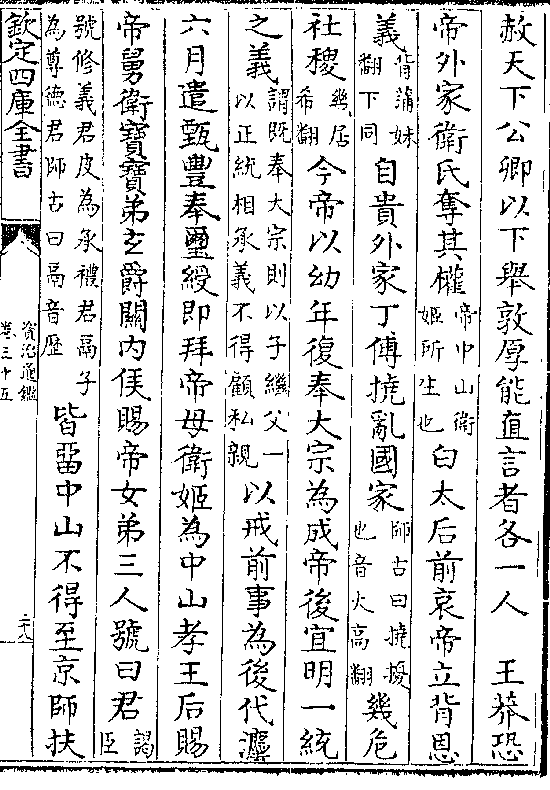 赦天下公卿以下舉敦厚能直言者各一人　王莽恐
帝外家衛氏奪其權帝中山衛姬所生也白太后前哀帝立背恩
義背蒲妹翻下同自貴外家丁傅撓亂國家師古曰撓擾也音火高翻幾危
社稷幾居希翻今帝以幼年復奉大宗為成帝後宜明一統
之義謂既奉大宗則以子繼父一以正統相承義不得顧私親以戒前事為後代灋
六月遣甄豐奉璽綬即拜帝母衛姬為中山孝王后賜
帝舅衛寶寶弟玄爵關内侯賜帝女弟三人號曰君謁臣
號修義君皮為承禮君鬲子為尊德君師古曰鬲音歷皆畱中山不得至京師扶
欽定四庫全書
資治通鑑
卷三十五
二十八